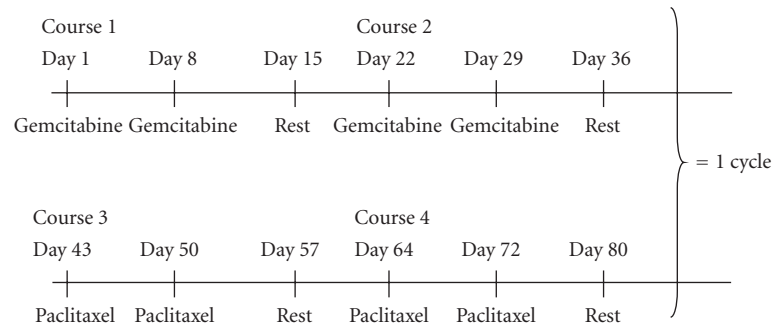 Course 1 Course 2
Day 1 Day 8 Day 15 Day 22 Day 29 Day 36
Gemcitabine Gemcitabine Rest Gemcitabine Gemcitabine Rest
= 1 cycle
Course 3 Course 4
Day 43 Day 50 Day 57 Day 64 Day 72 Day 80
Paclitaxel Paclitaxel Rest Paclitaxel Paclitaxel Rest